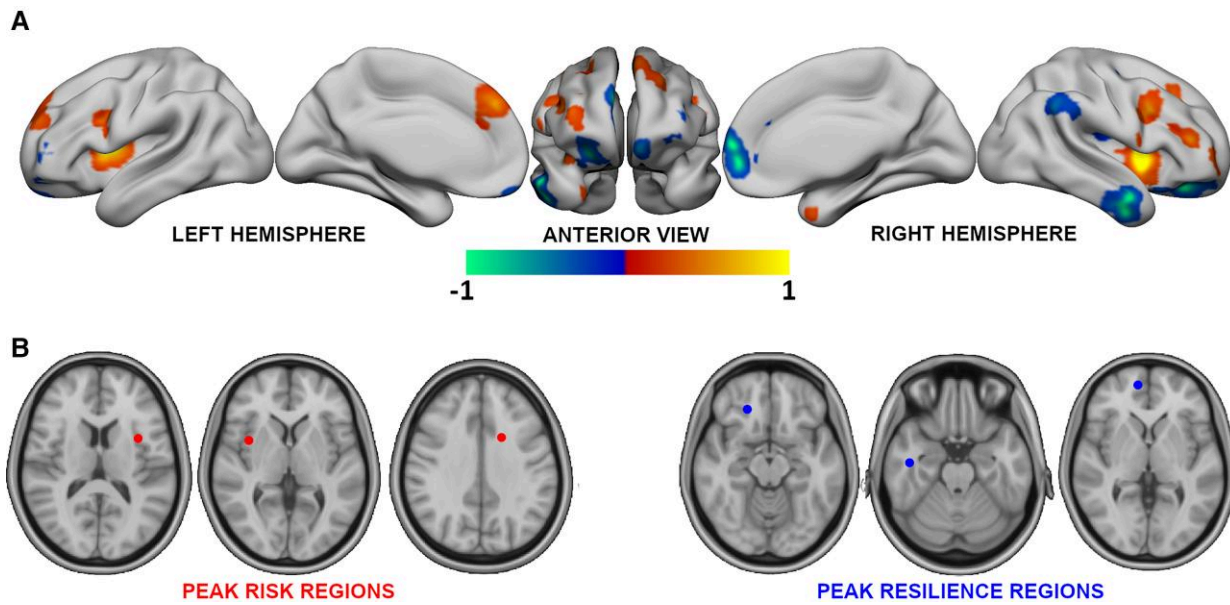 A
LEFT HEMISPHERE
ANTERIOR VIEW
RIGHT HEMISPHERE
-1
1
B
PEAK RISK REGIONS
PEAK RESILIENCE REGIONS